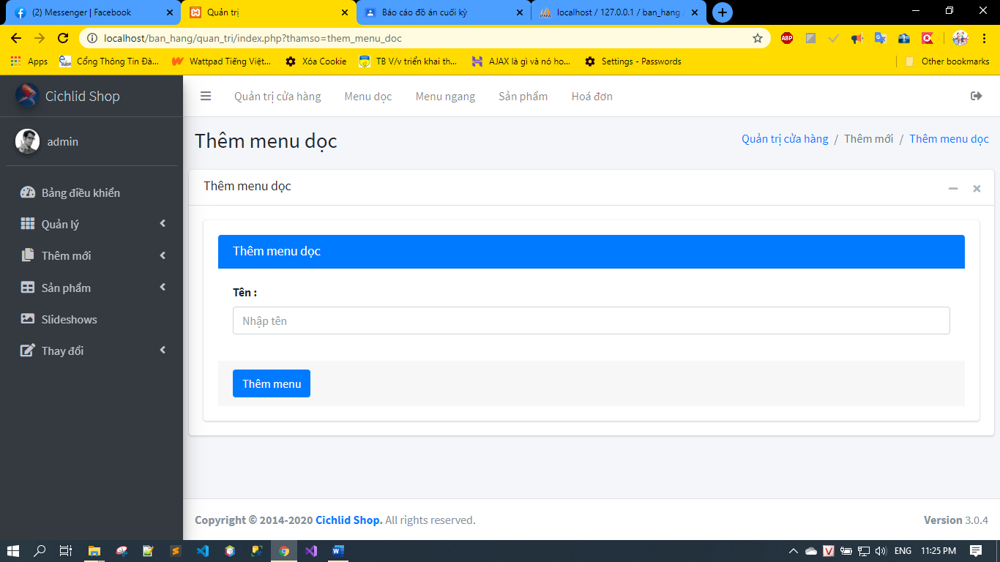 (2) Messenger | Facebook
Quản trị
Báo cáo đồ án cuối kỳ
localhost / 127.0.0.1 / ban_hang
localhost/ban_hang/quan_tri/index.php?thamso=them_menu_doc
ABP
Apps
Cổng Thông Tin Đà...
Wattpad Tiếng Việt...
Xóa Cookie
TB V/v triển khai th...
AJAX là gì và nó ho...
Settings - Passwords
Other bookmarks
Cichlid Shop
Quản trị cửa hàng
Menu dọc
Menu ngang
Sản phẩm
Hoá đơn
admin
Thêm menu dọc
Quản trị cửa hàng / Thêm mới / Thêm menu dọc
Bảng điều khiển
Quản lý
Thêm mới
Sản phẩm
Slideshows
Thay đổi
Thêm menu dọc
Thêm menu dọc
Tên :
Nhập tên
Thêm menu
Copyright © 2014-2020 Cichlid Shop. All rights reserved.
Version 3.0.4
ENG
11:25 PM